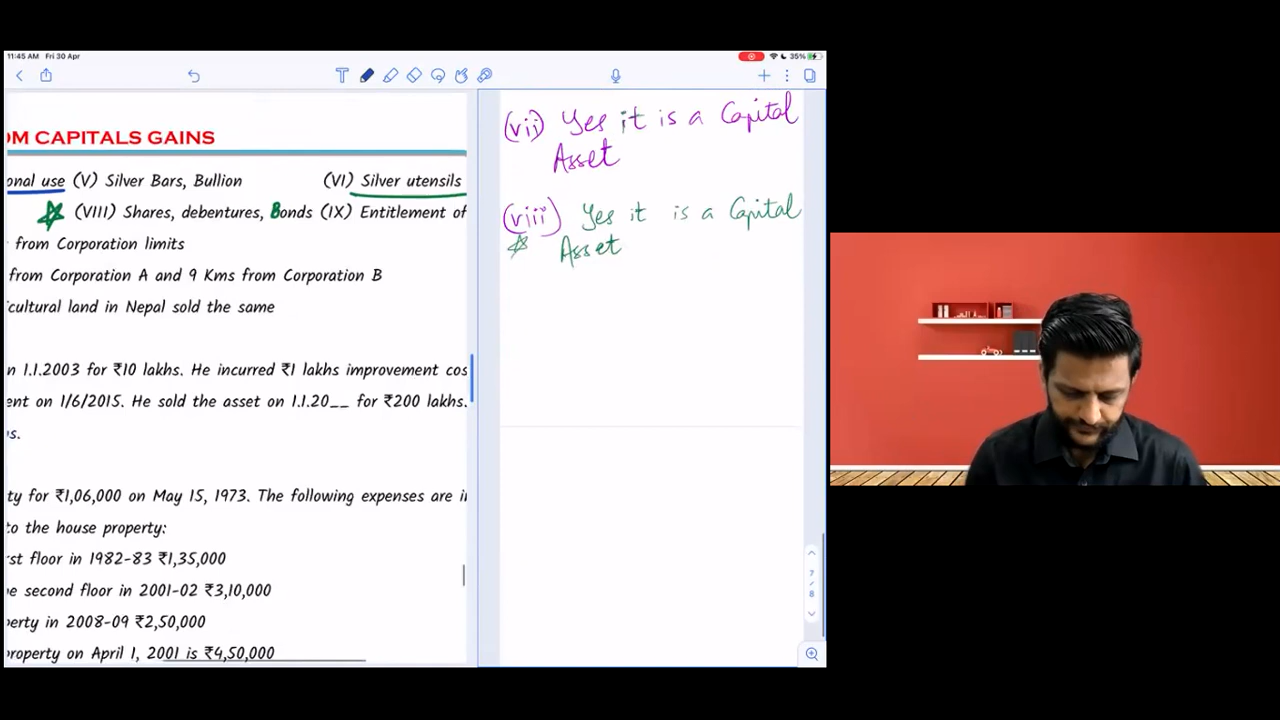 11:45 AM Fri 30 Apr
35%
T
OM CAPITALS GAINS
onal use (V) Silver Bars, Bullion (VI) Silver utensils
(VIII) Shares, debentures, Bonds (IX) Entitlement of
from Corporation limits
from Corporation A and 9 Kms from Corporation B
cultural land in Nepal sold the same
n 1.1.2003 for ₹10 lakhs. He incurred ₹1 lakhs improvement cos
ent on 1/6/2015. He sold the asset on 1.1.20__ for ₹200 lakhs.
s.
ty for ₹1,06,000 on May 15, 1973. The following expenses are i
to the house property:
rst floor in 1982-83 ₹1,35,000
e second floor in 2001-02 ₹3,10,000
erty in 2008-09 ₹2,50,000
roperty on April 1, 2001 is ₹4,50,000
(vii) Yes it is a Capital
Asset
(viii) Yes it is a Capital
Asset
7
/
8